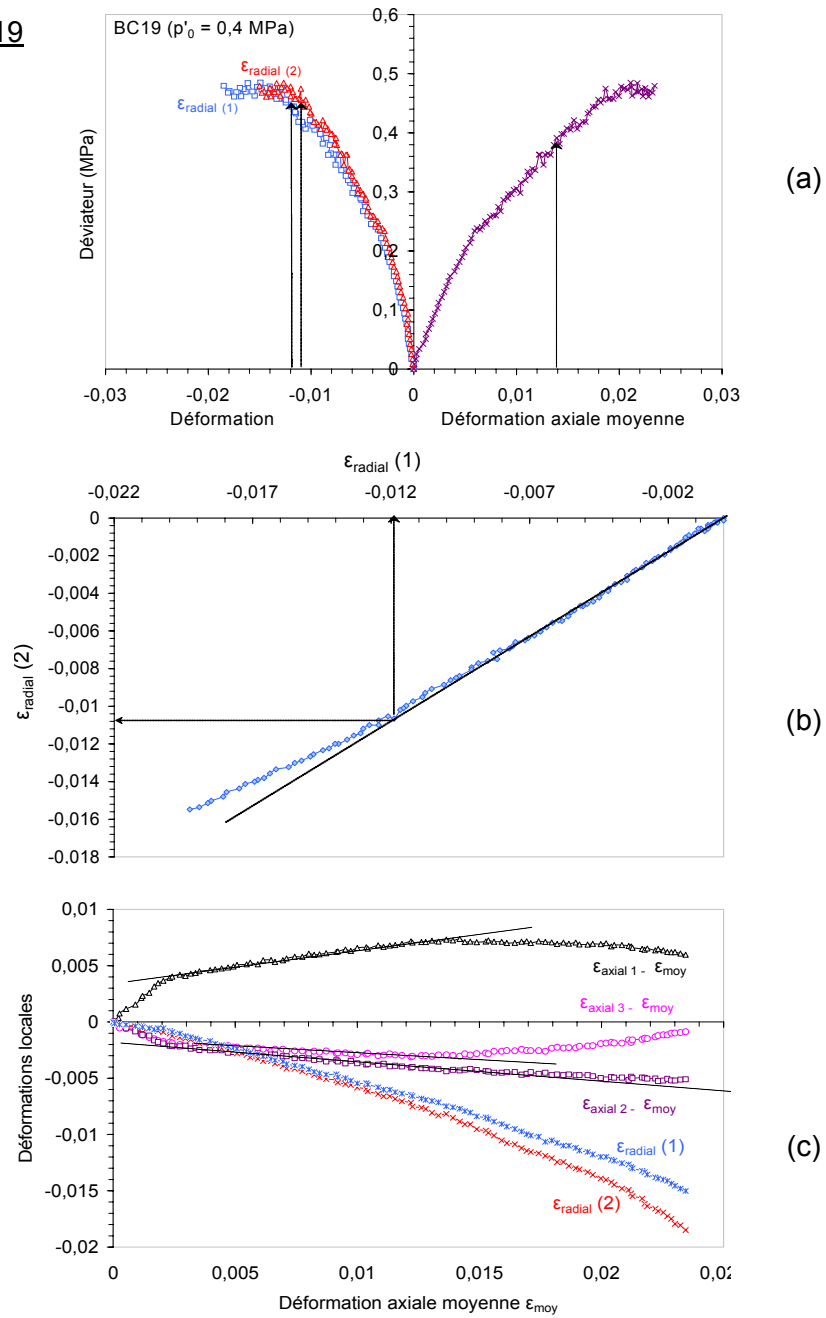 19
BC19 (p'0 = 0,4 MPa)
εradial (2)
εradial (1)
0,6
0,5
0,4
0,3
0,2
0,1
0
Déviateur (MPa)
-0,03
-0,02
-0,01
0
0,01
0,02
0,03
Déformation
Déformation axiale moyenne
(a)
εradial (1)
-0,022
-0,017
-0,012
-0,007
-0,002
0
-0,002
-0,004
-0,006
-0,008
-0,01
-0,012
-0,014
-0,016
-0,018
εradial (2)
(b)
0,01
0,005
0
-0,005
-0,01
-0,015
-0,02
Déformations locales
εaxial 1 - εmoy
εaxial 3 - εmoy
εaxial 2 - εmoy
εradial (1)
εradial (2)
(c)
0
0,005
0,01
0,015
0,02
0,02
Déformation axiale moyenne εmoy